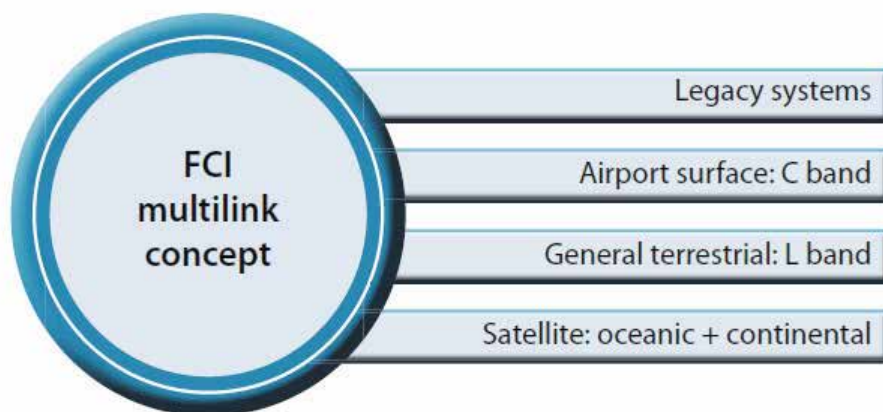 FCI
multilink
concept
Legacy systems
Airport surface: C band
General terrestrial: L band
Satellite: oceanic + continental